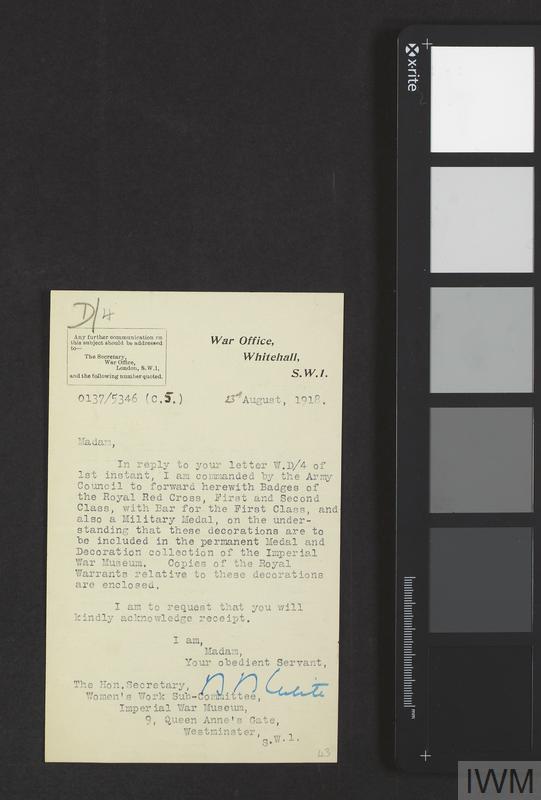 D/4
Any further communication on
this subject should be addressed
to—
The Secretary,
War Office,
London, S.W.1,
and the following number quoted.
War Office,
Whitehall,
S.W.1.
0137/5346 (C.5.)
23rd August, 1918.
Madam,
In reply to your letter W.D/4 of
1st instant, I am commanded by the Army
Council to forward herewith Badges of
the Royal Red Cross, First and Second
Class, with Bar for the First Class, and
also a Military Medal, on the under-
standing that these decorations are to
be included in the permanent Medal and
Decoration collection of the Imperial
War Museum. Copies of the Royal
Warrants relative to these decorations
are enclosed.
I am to request that you will
kindly acknowledge receipt.
I am,
Madam,
Your obedient Servant,
White
The Hon. Secretary,
Women's Work Sub-Committee,
Imperial War Museum,
9, Queen Anne's Gate,
Westminster,
S.W.1.
43
x-rite
mm
IWM